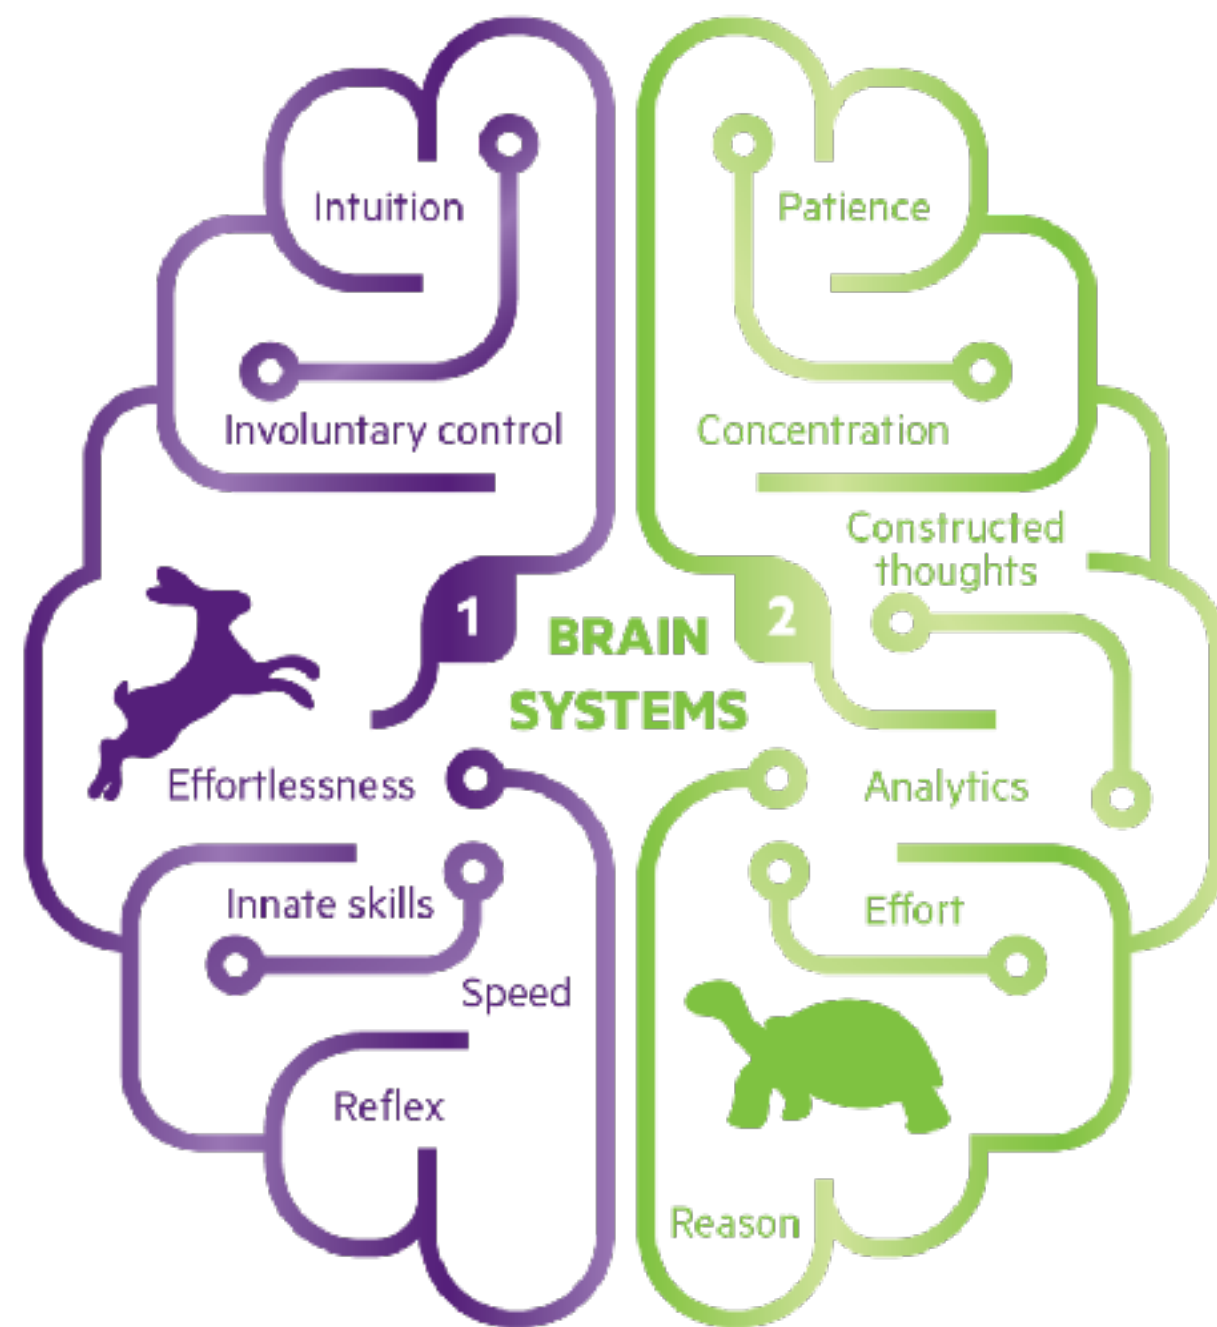 Intuition
Involuntary control
1
Effortlessness
Innate skills
Speed
Reflex
BRAIN
SYSTEMS
Patience
Concentration
Constructed
thoughts
2
Analytics
Effort
Reason